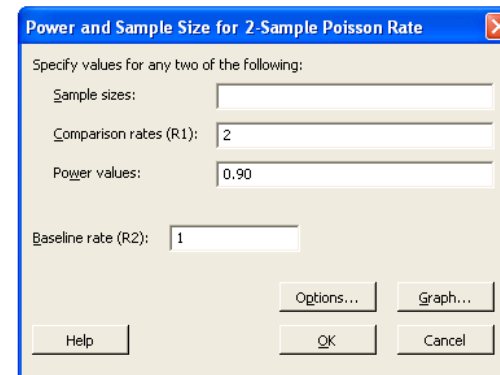 Power and Sample Size for 2-Sample Poisson Rate
Specify values for any two of the following:
Sample sizes:
Comparison rates (R1): 2
Power values: 0.90
Baseline rate (R2): 1
Options... Graph...
Help OK Cancel